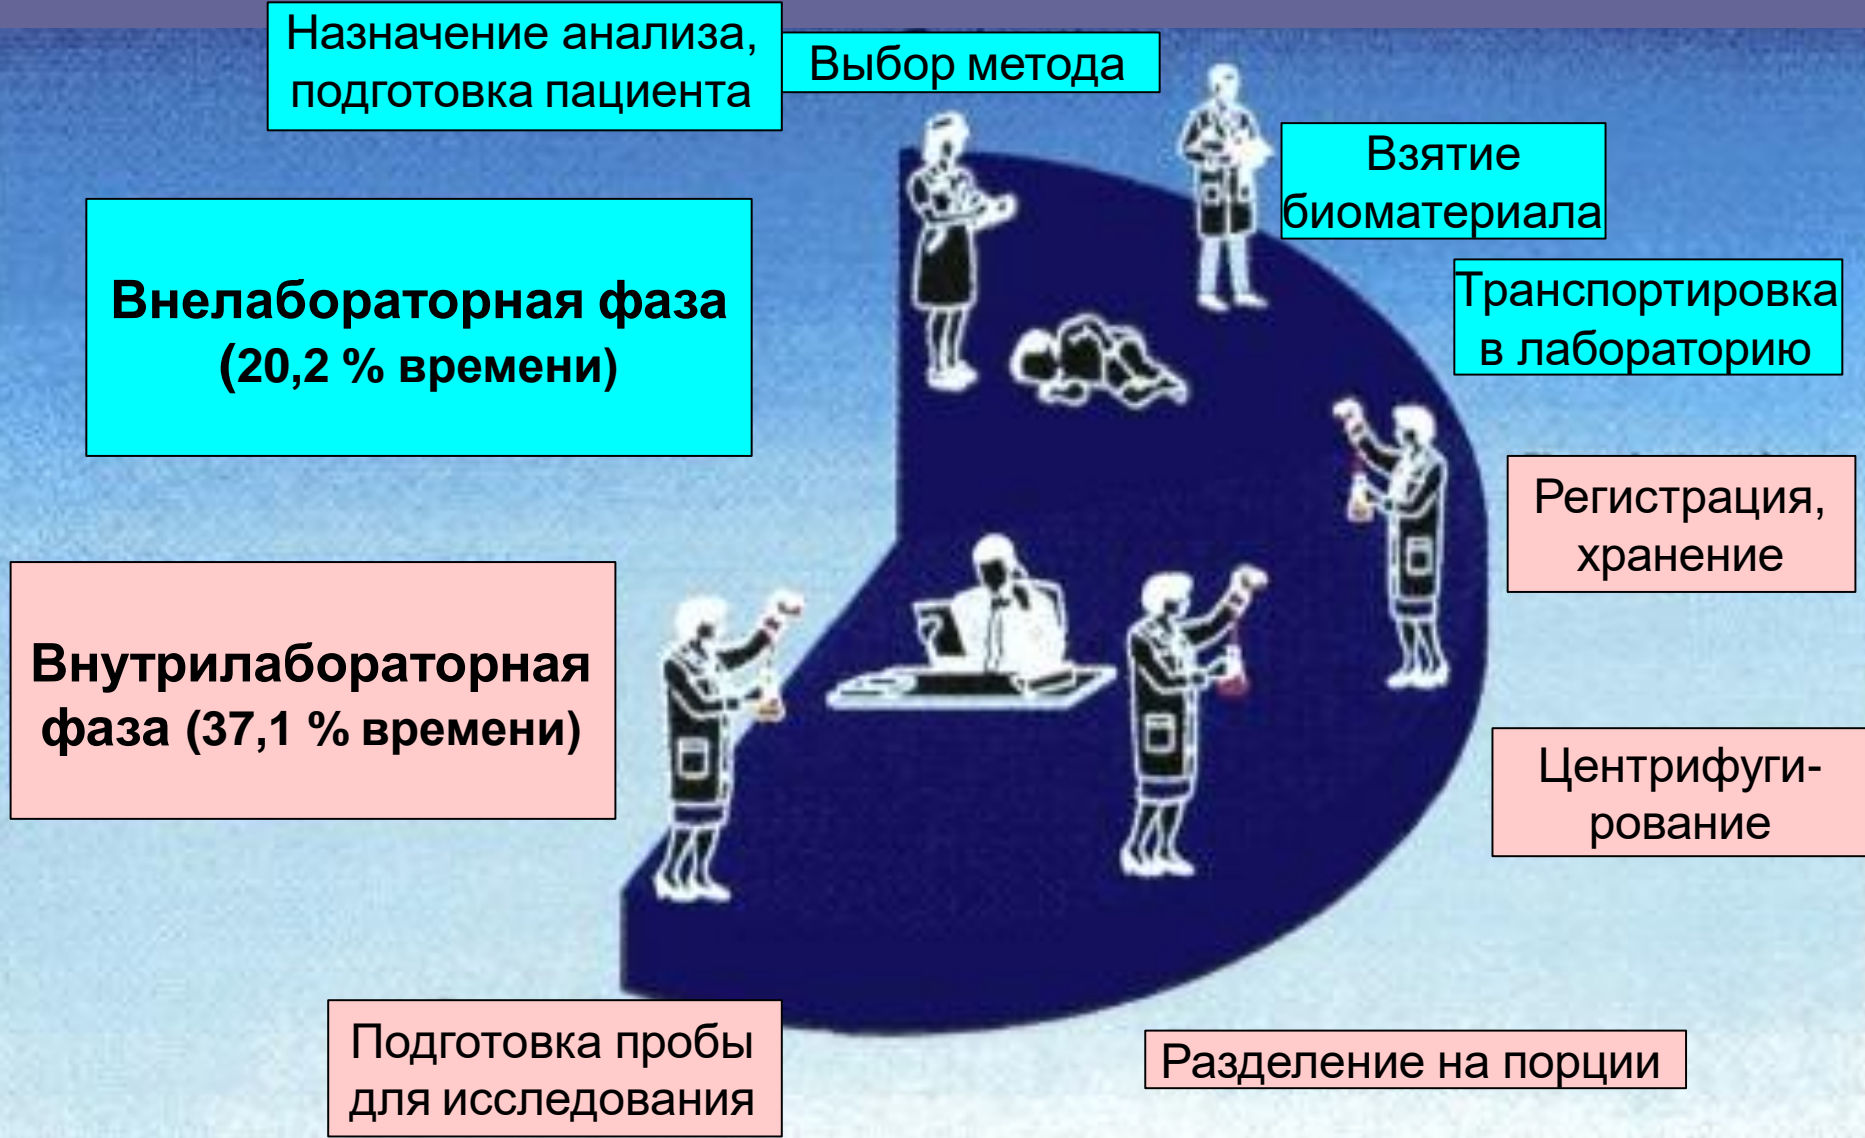 Назначение анализа,
подготовка пациента
Выбор метода
Взятие
биоматериала
Транспортировка
в лабораторию
Внелабораторная фаза
(20,2 % времени)
Регистрация,
хранение
Внутрилабораторная
фаза (37,1 % времени)
Центрифуги-
рование
Подготовка пробы
для исследования
Разделение на порции